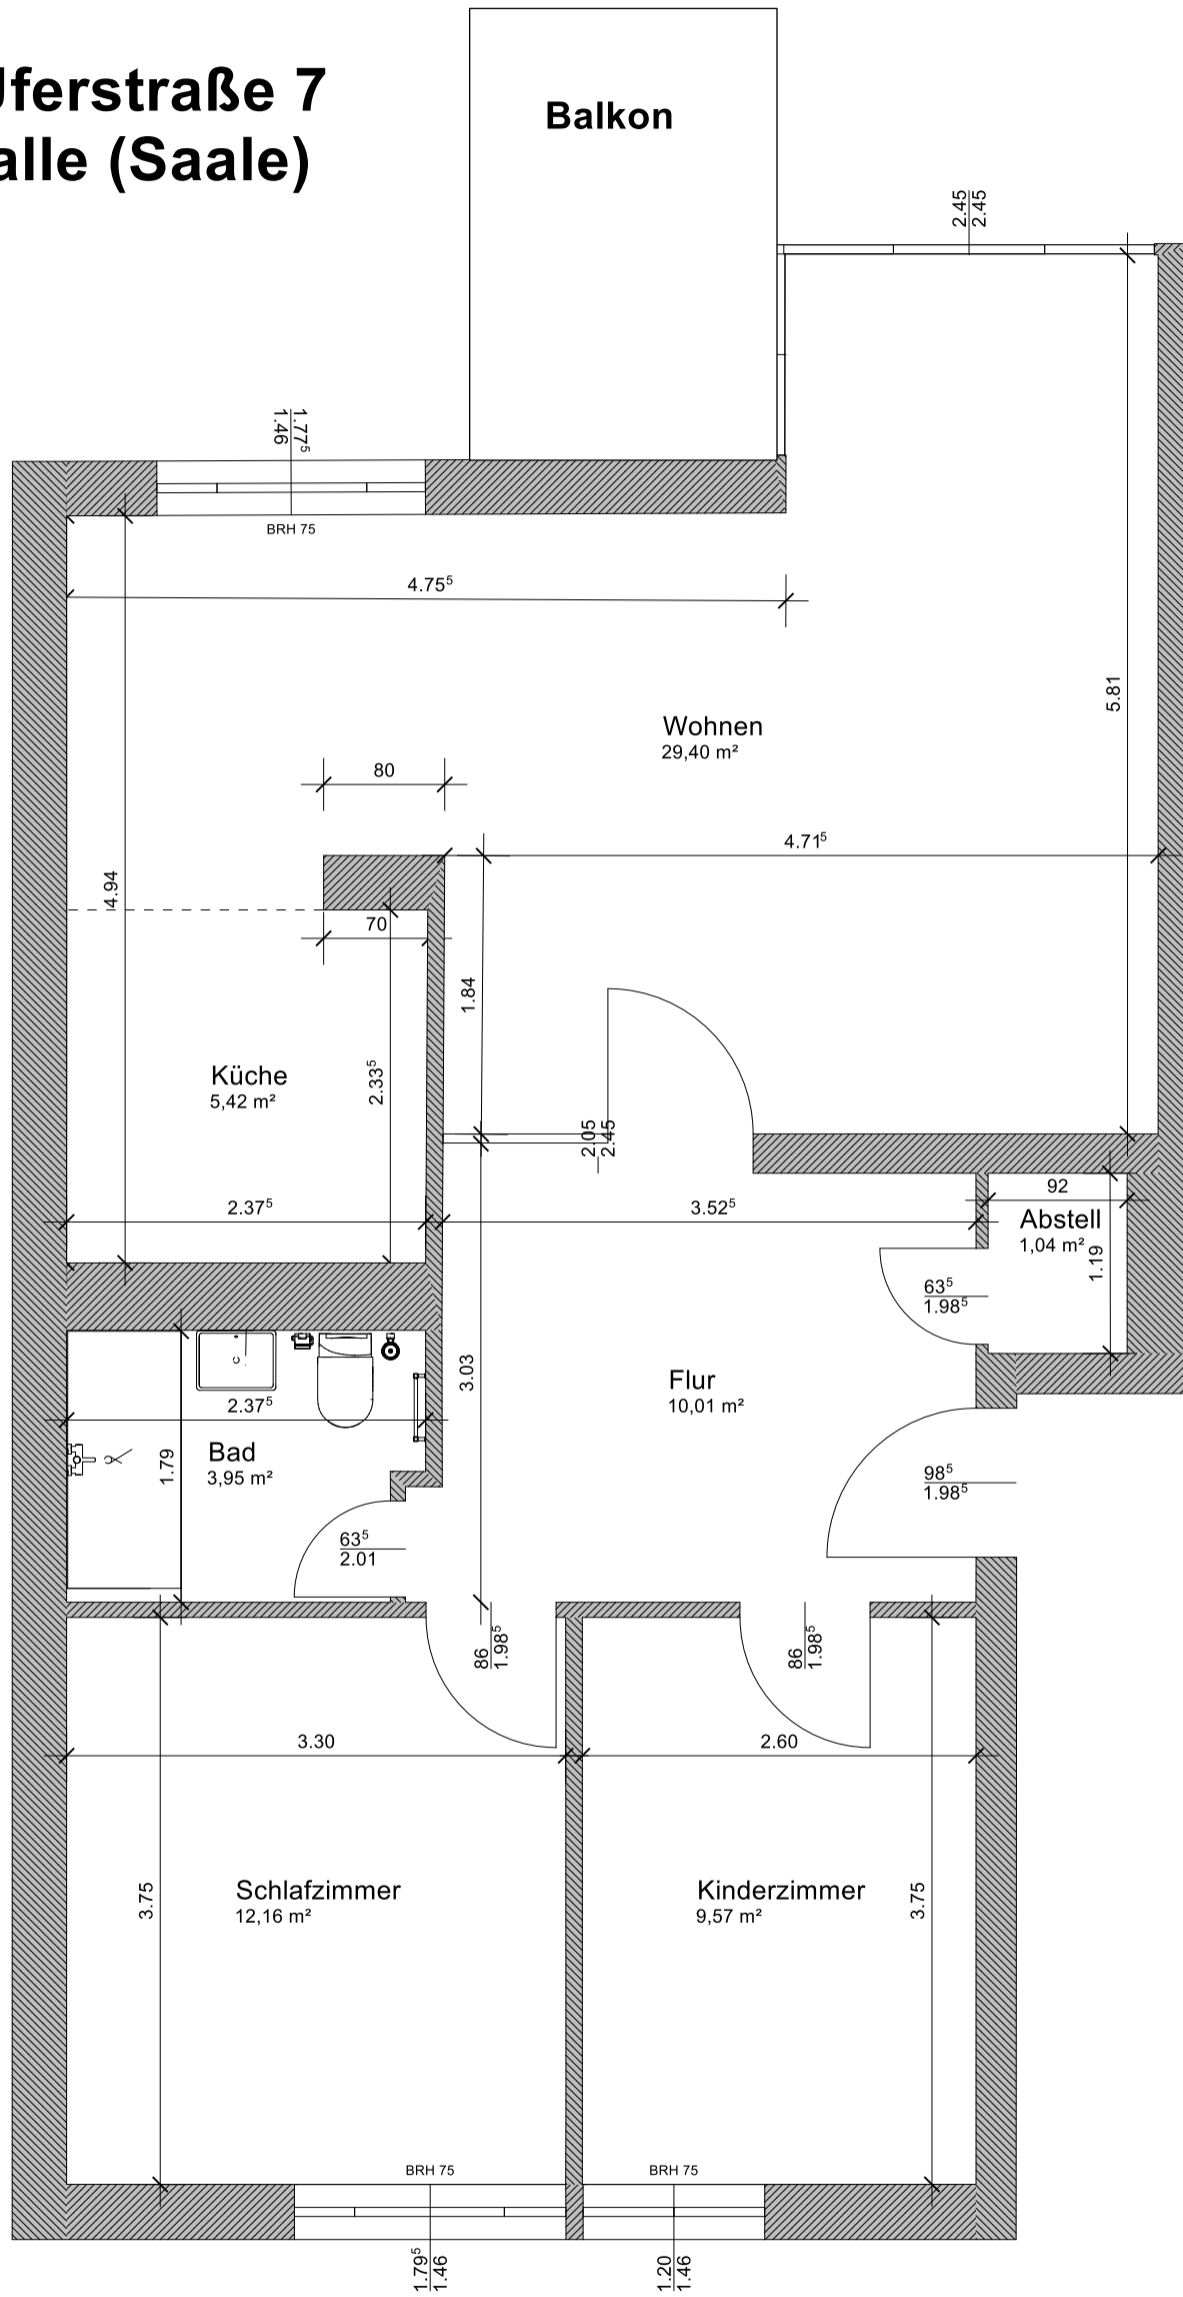 Uferstraße 7
alle (Saale)
Balkon
2.45
2.45
1.46
1.77⁵
BRH 75
4.75⁵
Wohnen
29,40 m²
5.81
80
4.71⁵
4.94
70
1.84
Küche
5,42 m²
2.33⁵
2.05
2.45
2.37⁵
3.52⁵
92
Abstell
1,04 m²
1.19
63⁵
1.98⁵
3.03
Flur
10,01 m²
2.37⁵
Bad
3,95 m²
1.79
98⁵
1.98⁵
63⁵
2.01
86
1.98⁵
86
1.98⁵
3.30
2.60
3.75
Schlafzimmer
12,16 m²
Kinderzimmer
9,57 m²
3.75
BRH 75
BRH 75
1.79⁵
1.46
1.20
1.46